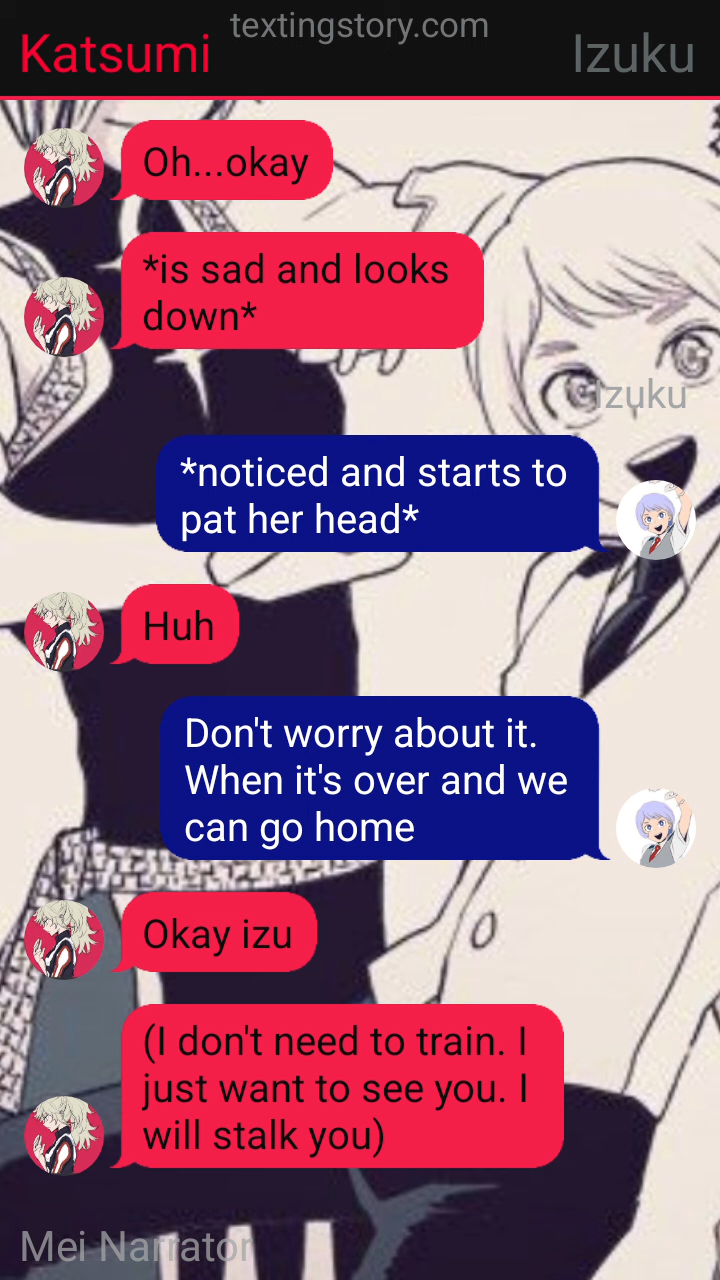 textingstory.com
Katsumi
Izuku
Oh...okay
*is sad and looks
down*
Izuku
*noticed and starts to
pat her head*
Huh
Don't worry about it.
When it's over and we
can go home
Okay izu
(I don't need to train. I
just want to see you. I
will stalk you)
Mei Narrator